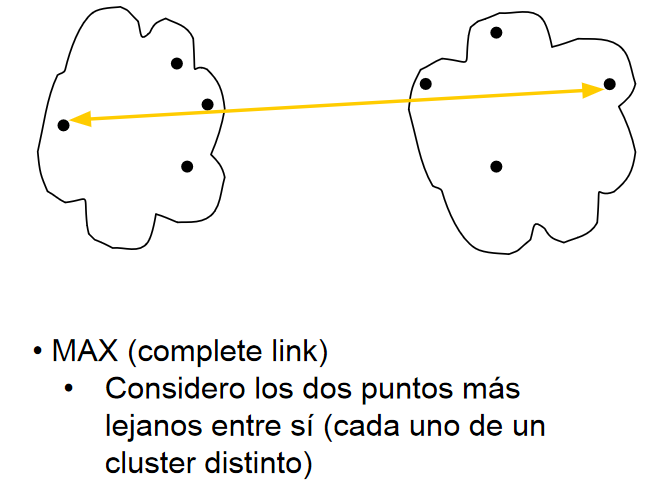 • MAX (complete link)
• Considero los dos puntos más
lejanos entre sí (cada uno de un
cluster distinto)